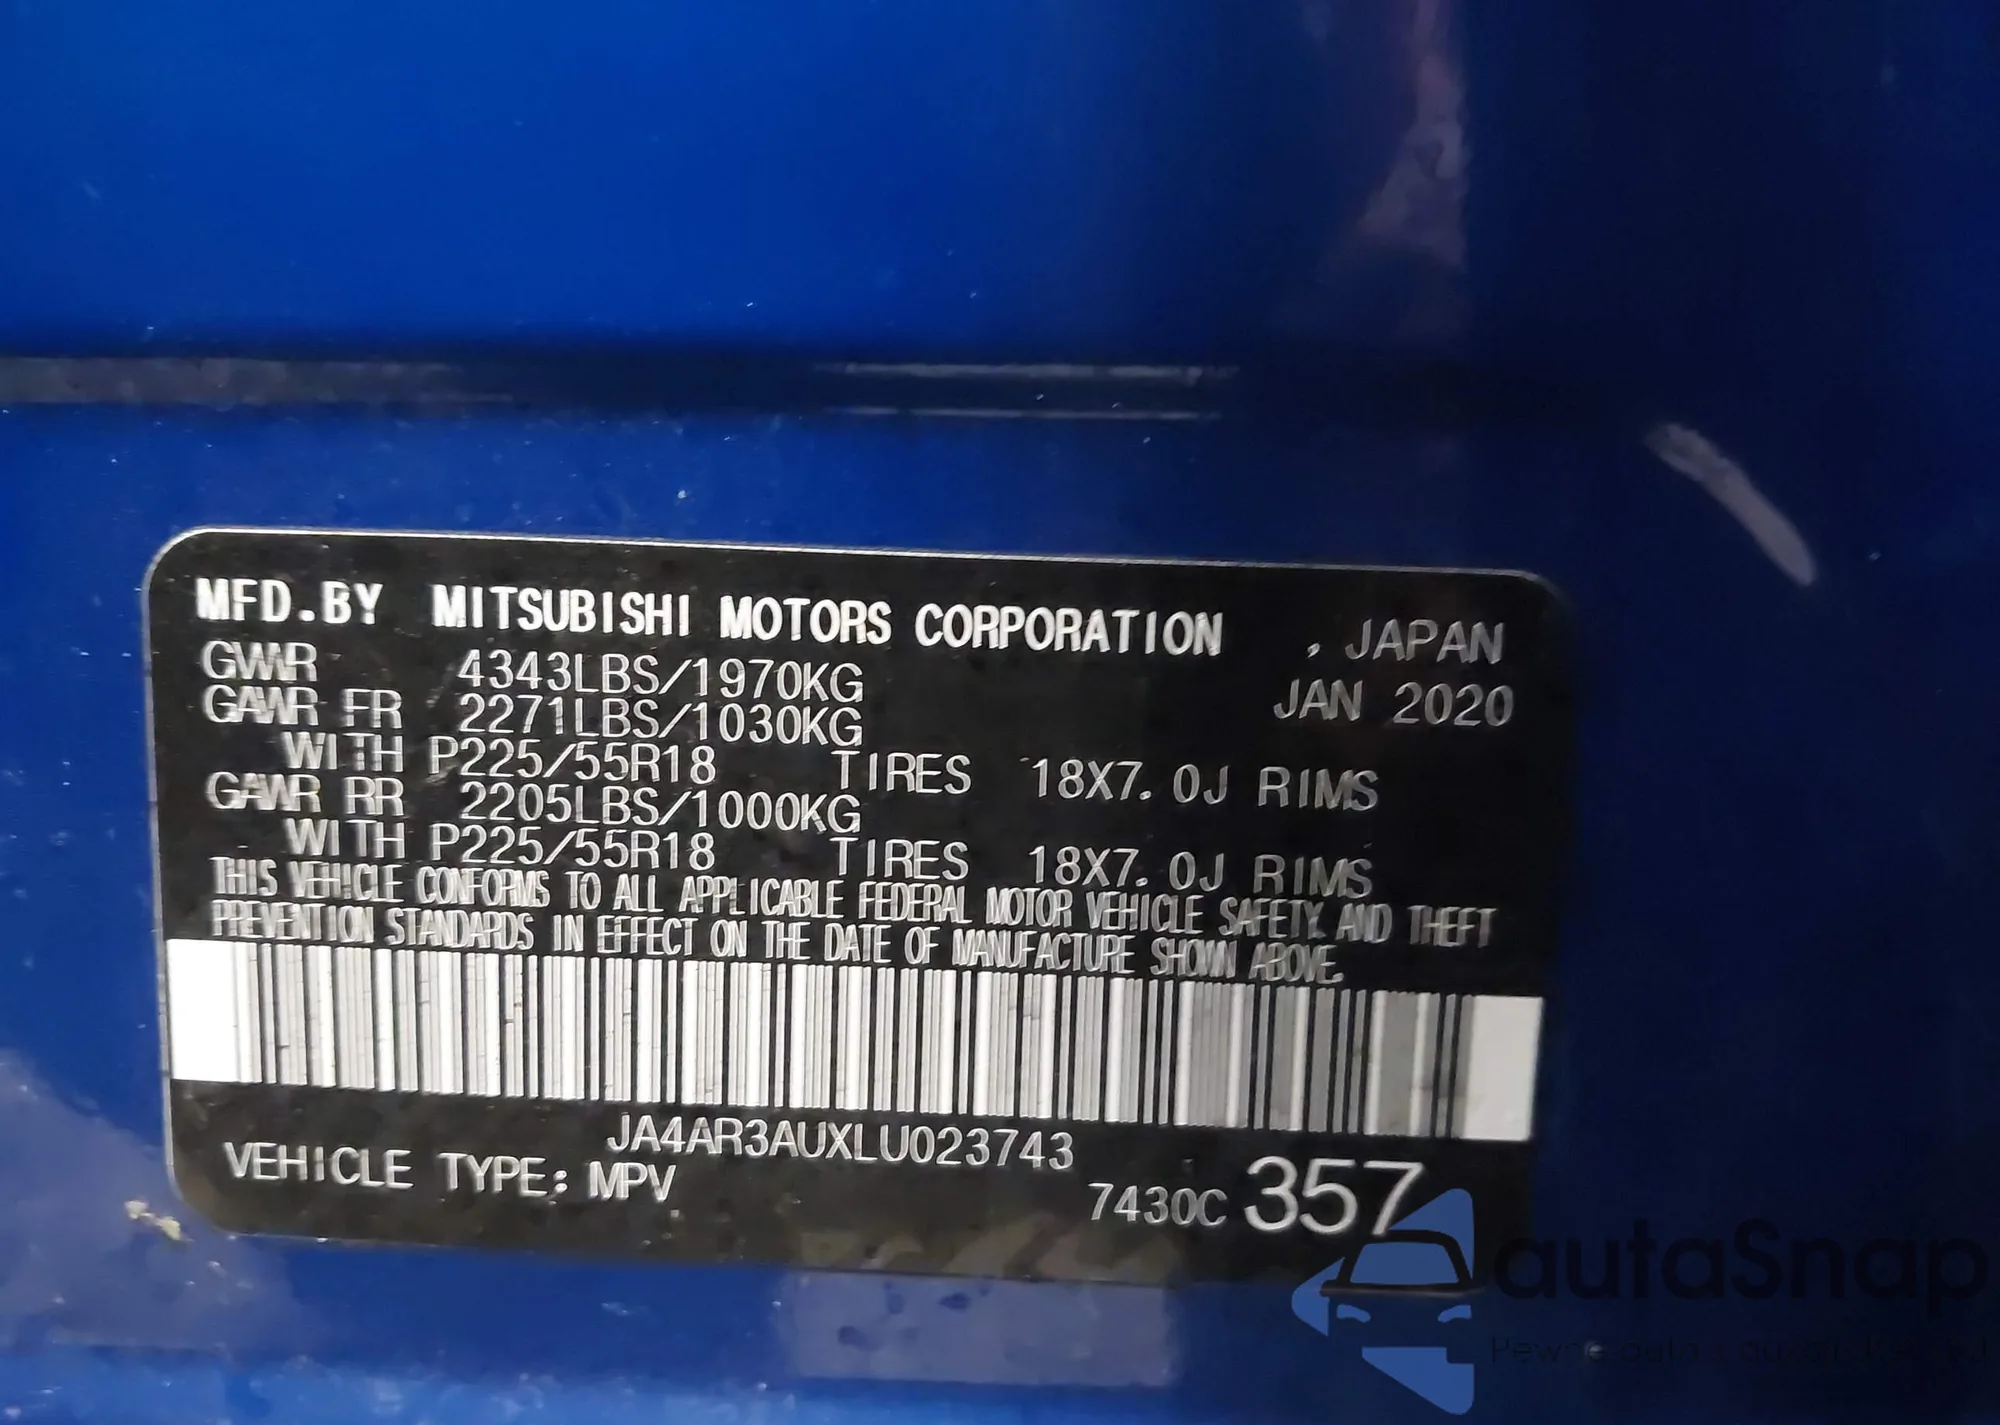 MFD.BY MITSUBISHI MOTORS CORPORATION , JAPAN
GVWR 4343LBS/1970KG JAN 2020
GAWR FR 2271LBS/1030KG
WITH P225/55R18 TIRES 18X7.0J RIMS
GAWR RR 2205LBS/1000KG
WITH P225/55R18 TIRES 18X7.0J RIMS
THIS VEHICLE CONFORMS TO ALL APPLICABLE FEDERAL MOTOR VEHICLE SAFETY AND THEFT
PREVENTION STANDARDS IN EFFECT ON THE DATE OF MANUFACTURE SHOWN ABOVE.
JA4AR3AUXLU023743
VEHICLE TYPE: MPV
7430C 357
autaSnap